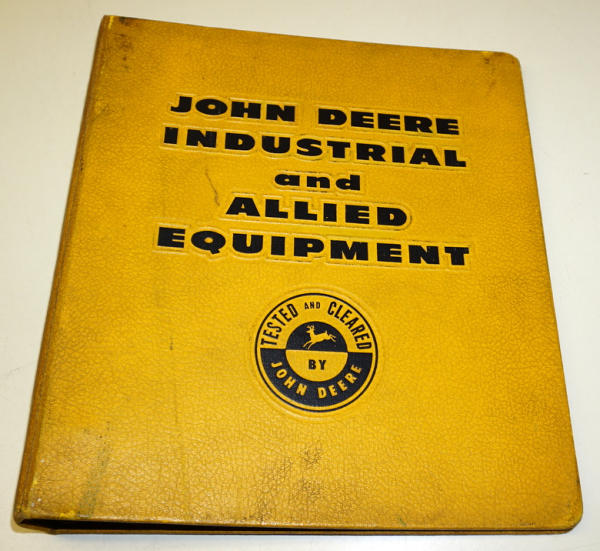 JOHN DEERE
INDUSTRIAL
and
ALLIED
EQUIPMENT
TESTED AND CLEARED
BY
JOHN DEERE